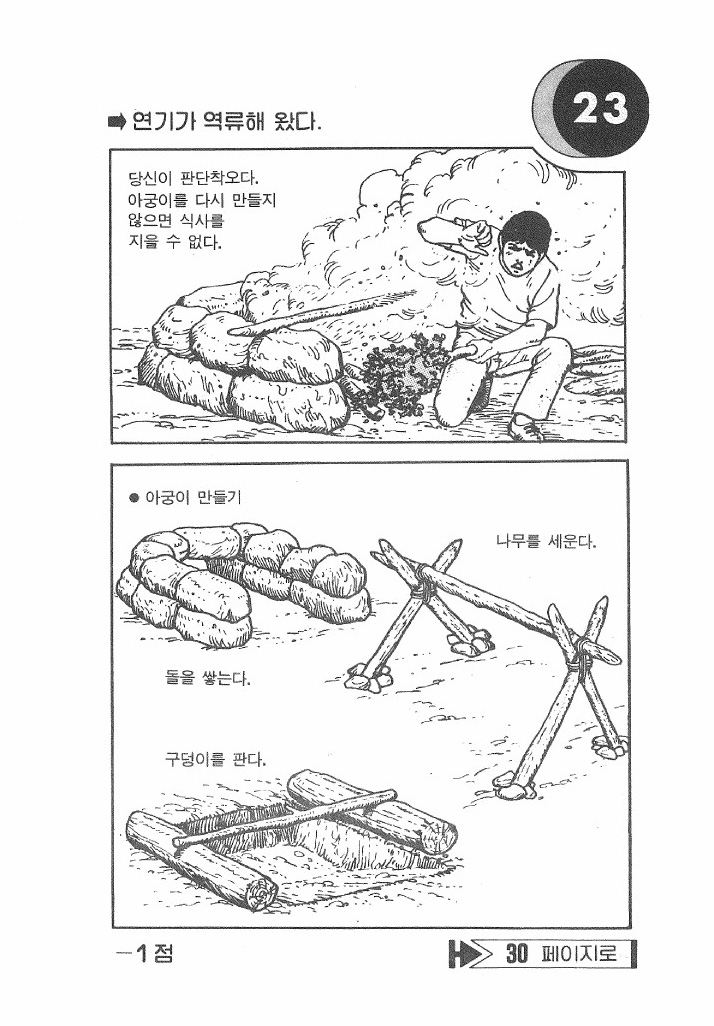 23
➡ 연기가 역류해 왔다.
당신이 판단착오다.
아궁이를 다시 만들지
않으면 식사를
지을 수 없다.
● 아궁이 만들기
나무를 세운다.
돌을 쌓는다.
구덩이를 판다.
－1 점
30 페이지로